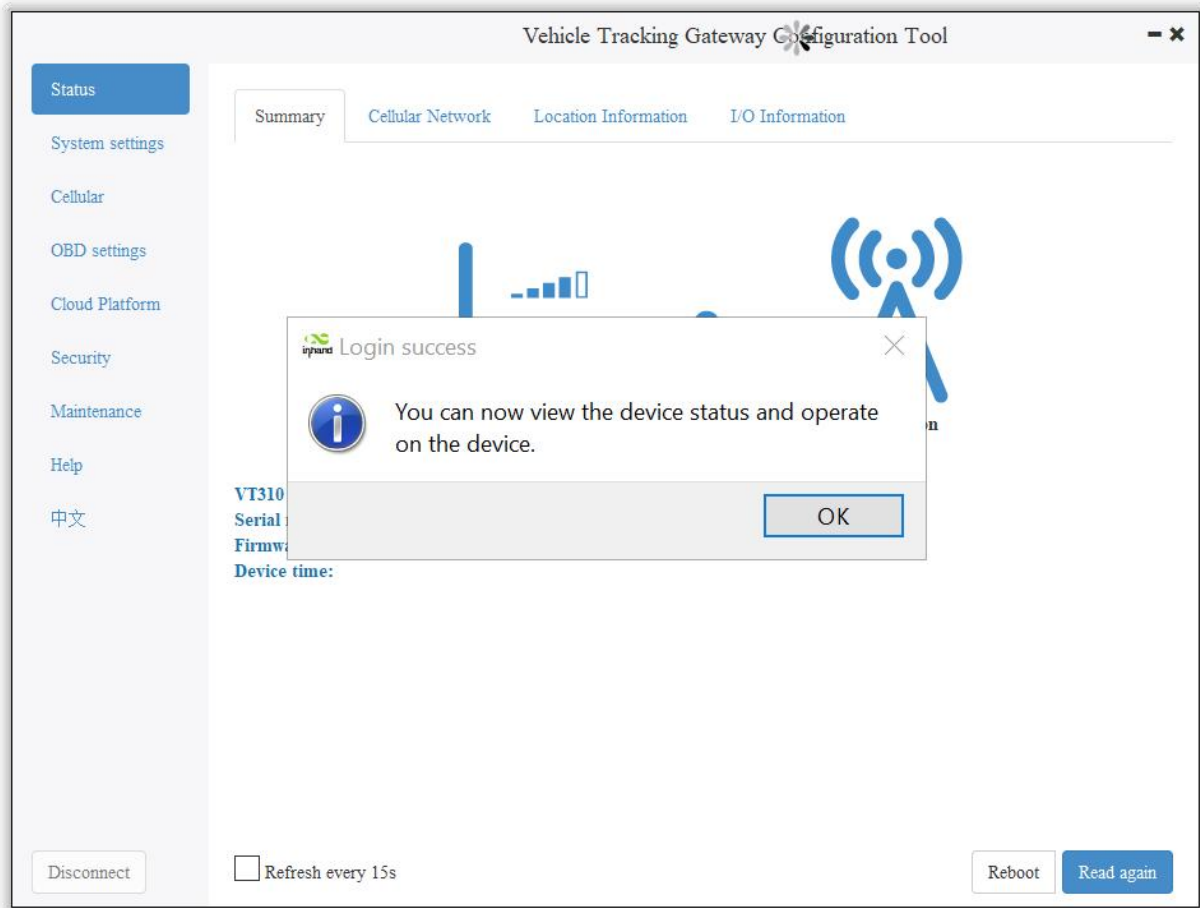 Vehicle Tracking Gateway Configuration Tool
Status
System settings
Cellular
OBD settings
Cloud Platform
Security
Maintenance
Help
中文
Disconnect
Summary
Cellular Network
Location Information
I/O Information
inhand
Login success
You can now view the device status and operate
on the device.
OK
VT310
Serial
Device time:
Refresh every 15s
Reboot
Read again